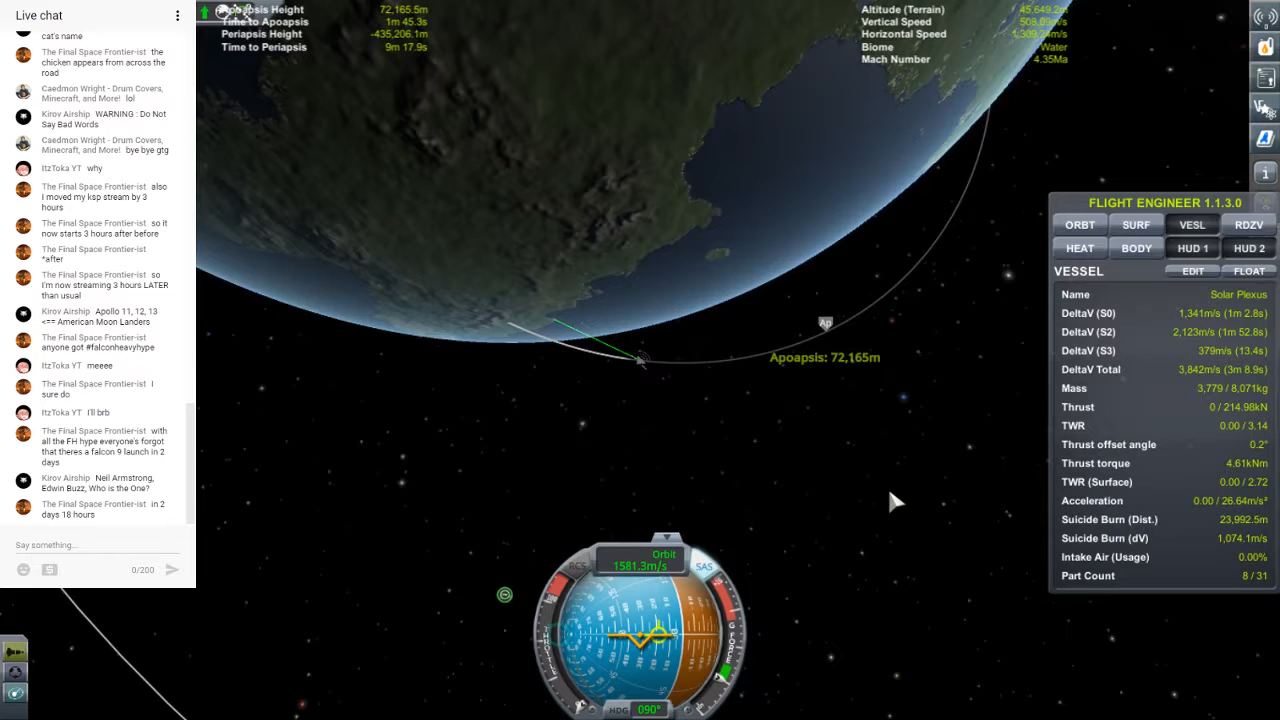 Live chat
cat's name
The Final Space Frontier-ist the
chicken appears from across the
road
Caedmon Wright - Drum Covers,
Minecraft, and More! lol
Kirov Airship WARNING : Do Not
Say Bad Words
Caedmon Wright - Drum Covers,
Minecraft, and More! bye bye gtg
ItzToka YT why
The Final Space Frontier-ist also
I moved my ksp stream by 3
hours
The Final Space Frontier-ist so it
now starts 3 hours after before
The Final Space Frontier-ist
*after
The Final Space Frontier-ist so
I'm now streaming 3 hours LATER
than usual
Kirov Airship Apollo 11, 12, 13
<== American Moon Landers
The Final Space Frontier-ist
anyone got #falconheavyhype
ItzToka YT meeee
The Final Space Frontier-ist I
sure do
ItzToka YT I'll brb
The Final Space Frontier-ist with
all the FH hype everyone's forgot
that theres a falcon 9 launch in 2
days
Kirov Airship Neil Armstrong,
Edwin Buzz, Who is the One?
The Final Space Frontier-ist in 2
days 18 hours
Say something...
0/200
Apoapsis Height 72,165.5m
Time to Apoapsis 1m 45.3s
Periapsis Height -435,206.1m
Time to Periapsis 9m 17.9s
Altitude (Terrain) 45,649.2m
Vertical Speed 508.09m/s
Horizontal Speed 1,309.24m/s
Biome Water
Mach Number 4.35Ma
Ap
Apoapsis: 72,165m
FLIGHT ENGINEER 1.1.3.0
ORBT SURF VESL RDZV
HEAT BODY HUD 1 HUD 2
VESSEL EDIT FLOAT
Name Solar Plexus
DeltaV (S0) 1,341m/s (1m 2.8s)
DeltaV (S2) 2,123m/s (1m 52.8s)
DeltaV (S3) 379m/s (13.4s)
DeltaV Total 3,842m/s (3m 8.9s)
Mass 3,779 / 8,071kg
Thrust 0 / 214.98kN
TWR 0.00 / 3.14
Thrust offset angle 0.2°
Thrust torque 4.61kNm
TWR (Surface) 0.00 / 2.72
Acceleration 0.00 / 26.64m/s²
Suicide Burn (Dist.) 23,992.5m
Suicide Burn (dV) 1,074.1m/s
Intake Air (Usage) 0.00%
Part Count 8 / 31
Orbit
1581.3m/s
RCS
SAS
HDG 090°